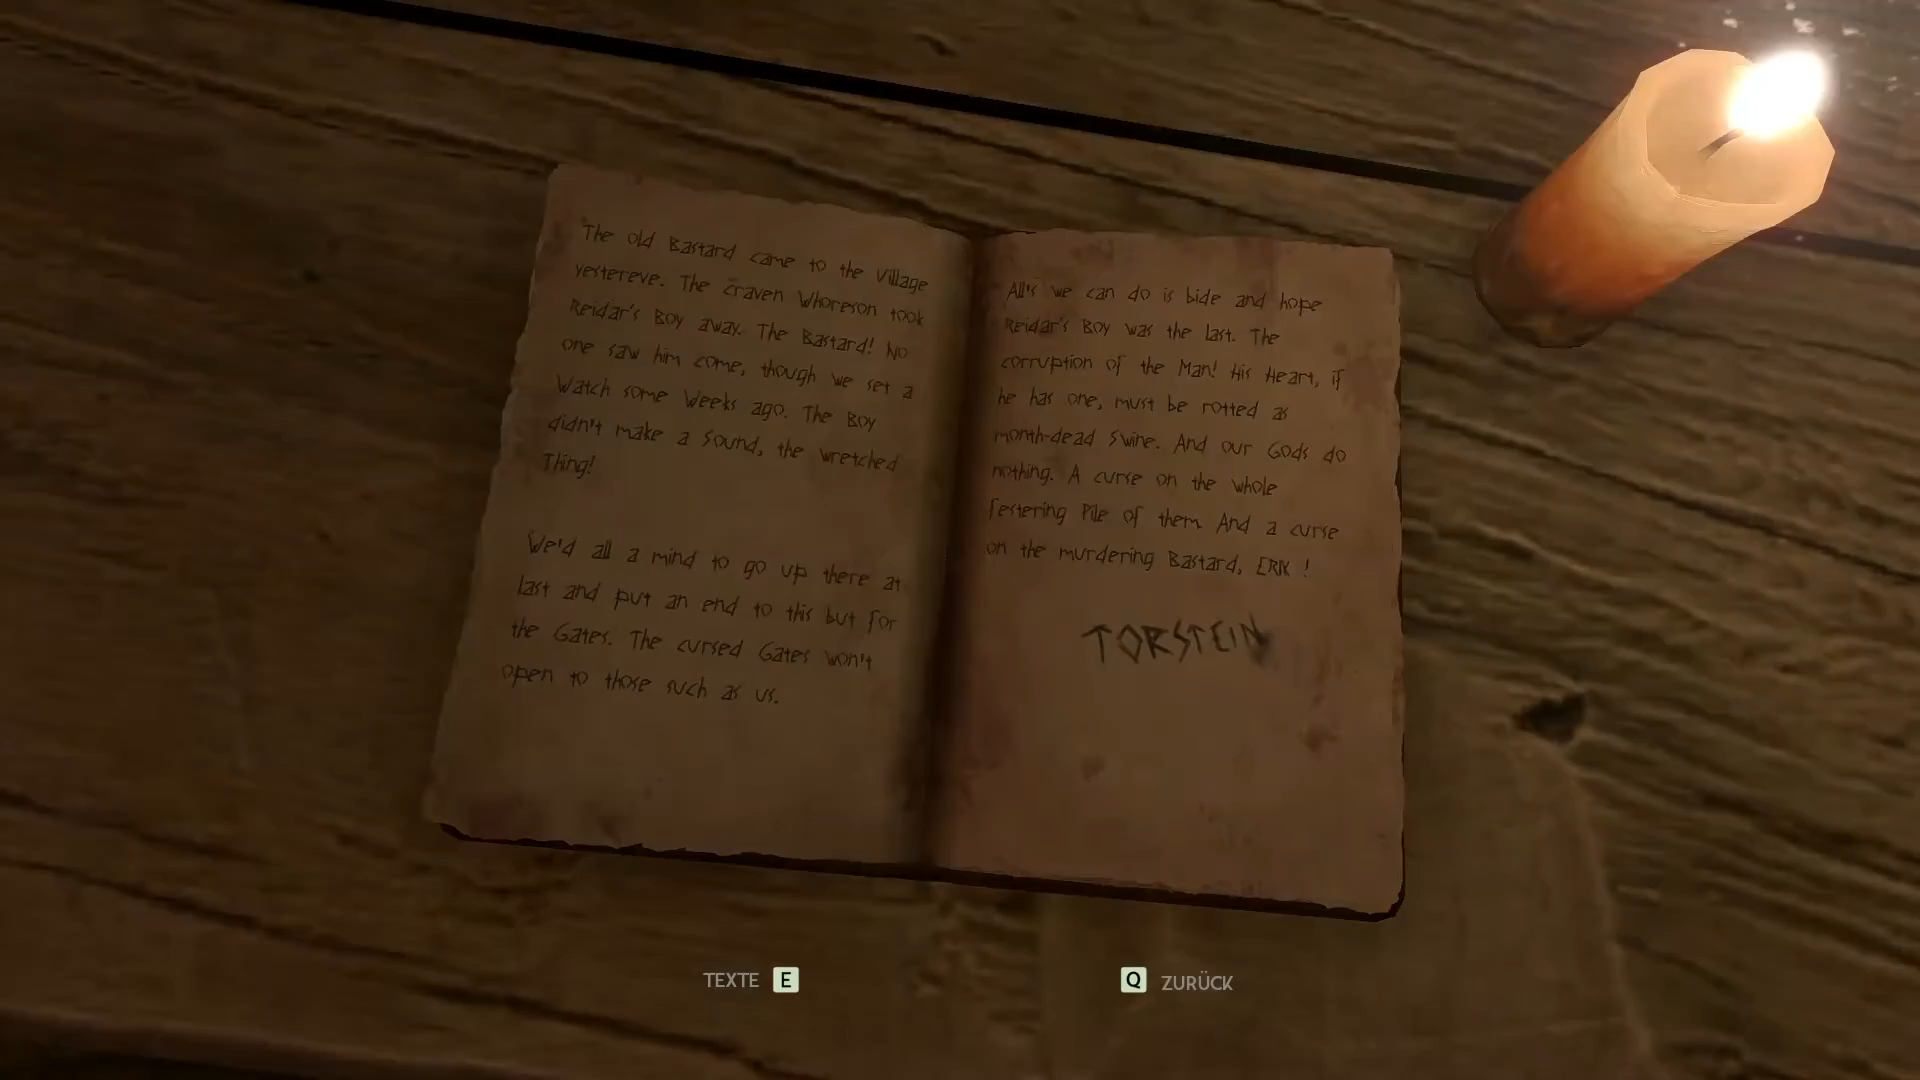 The old Bastard came to the Village
yestereve. The craven Whoreson took
Reidar's Boy away. The Bastard! No
one saw him come, though we set a
Watch some Weeks ago. The Boy
didn't make a Sound, the wretched
Thing!
We'd all a mind to go up there at
last and put an end to this but for
the Gates. The cursed Gates won't
open to those such as us.
All's we can do is bide and hope
Reidar's Boy was the last. The
corruption of the Man! His Heart, if
he has one, must be rotted as
month-dead Swine. And our Gods do
nothing. A curse on the whole
festering Pile of them. And a curse
on the murdering Bastard, ERIK !
TORSTEIN
TEXTE E
Q ZURÜCK